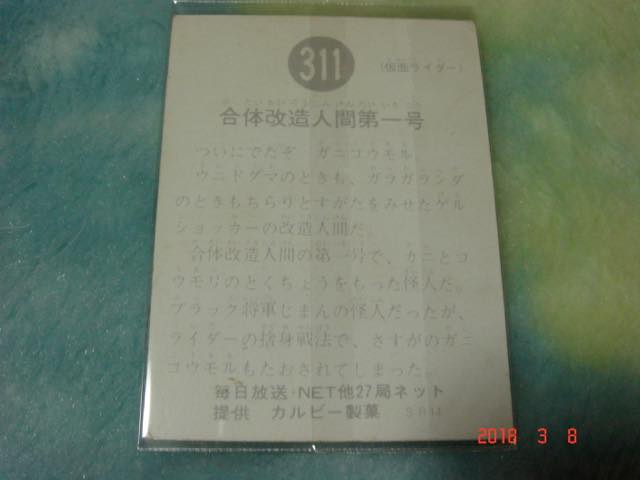 311
(仮面ライダー)
合体改造人間第一号
ついにでたぞ ガニコウモル
ウニドグマのときも、ガラガランダ
のときもちらりとすがたをみせたゲル
ショッカーの改造人間だ。
合体改造人間の第一号で、カニとコ
ウモリのとくちょうをもった怪人だ。
ブラック将軍じまんの怪人だったが、
ライダーの捨身戦法で、さすがのガニ
コウモルもたおされてしまった。
毎日放送・NET他27局ネット
提供 カルビー製菓
2018 3 8